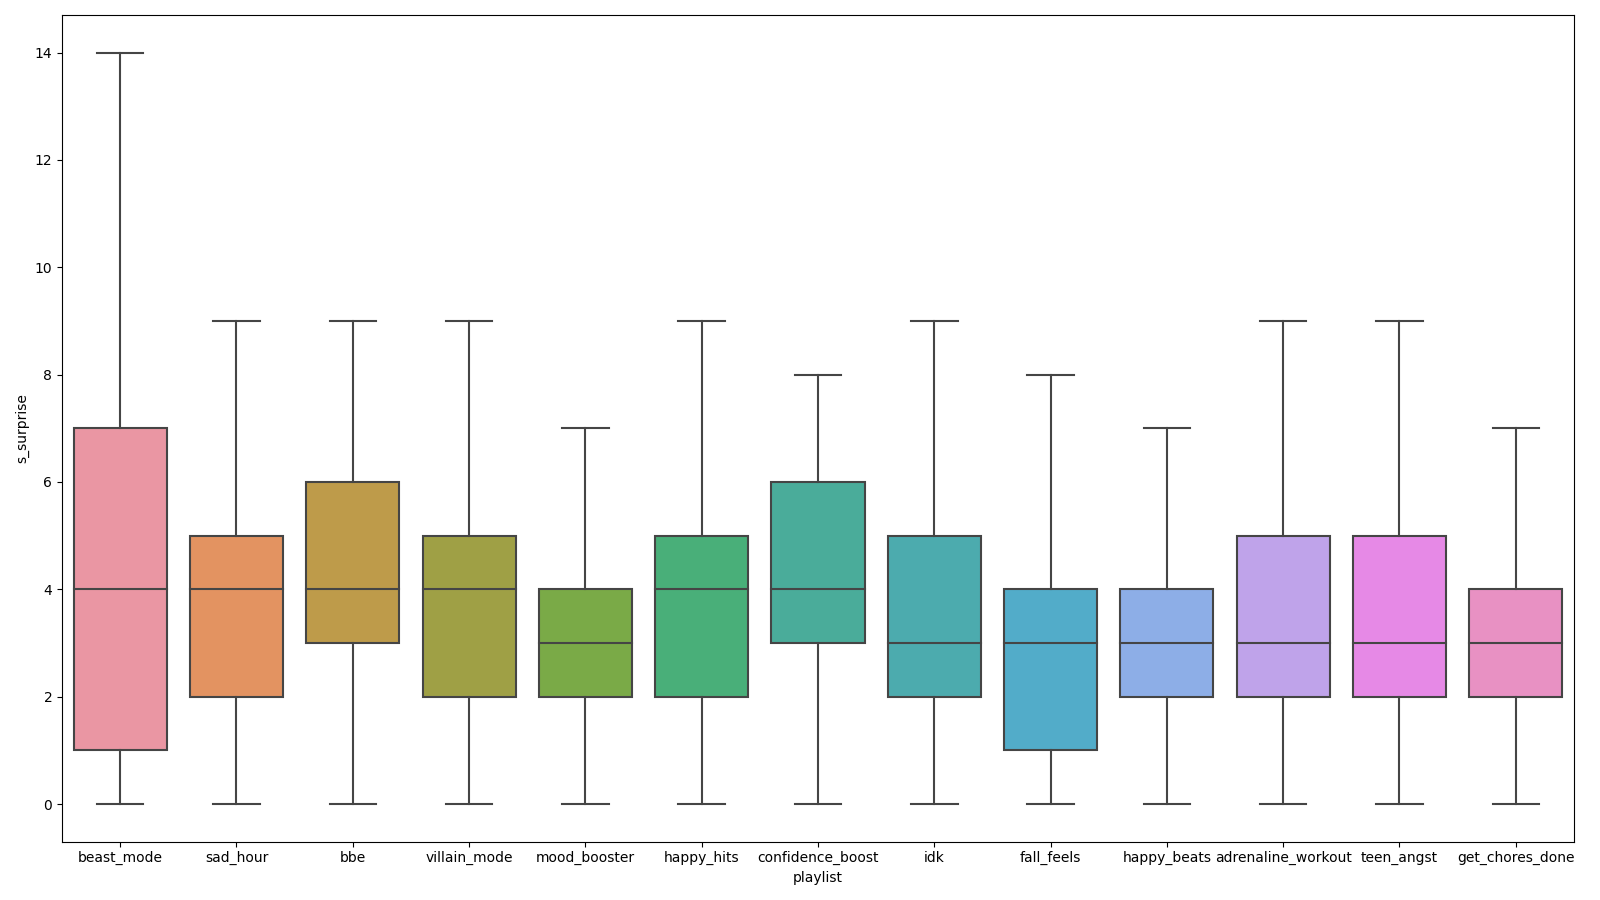 14
12
10
8
6
4
2
0
s_surprise
beast_mode sad_hour bbe villain_mode mood_booster happy_hits confidence_boost idk fall_feels happy_beats adrenaline_workout teen_angst get_chores_done
playlist